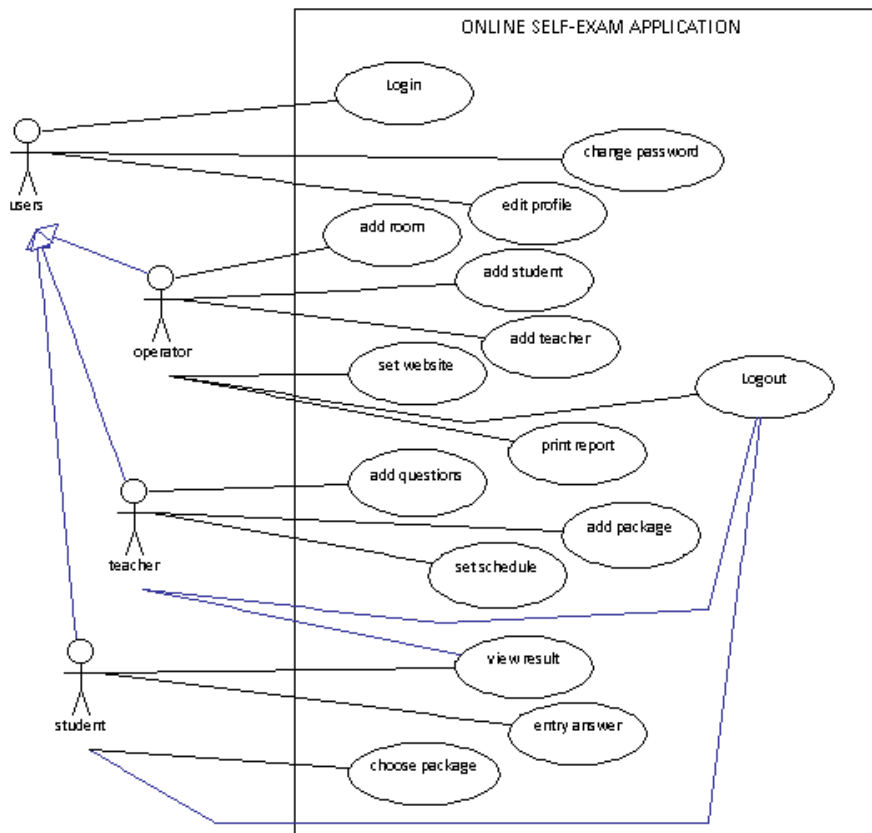 ONLINE SELF-EXAM APPLICATION
Login
change password
users
edit profile
add room
add student
operator
add teacher
set website
Logout
print report
add questions
add package
teacher
set schedule
view result
entry answer
student
choose package